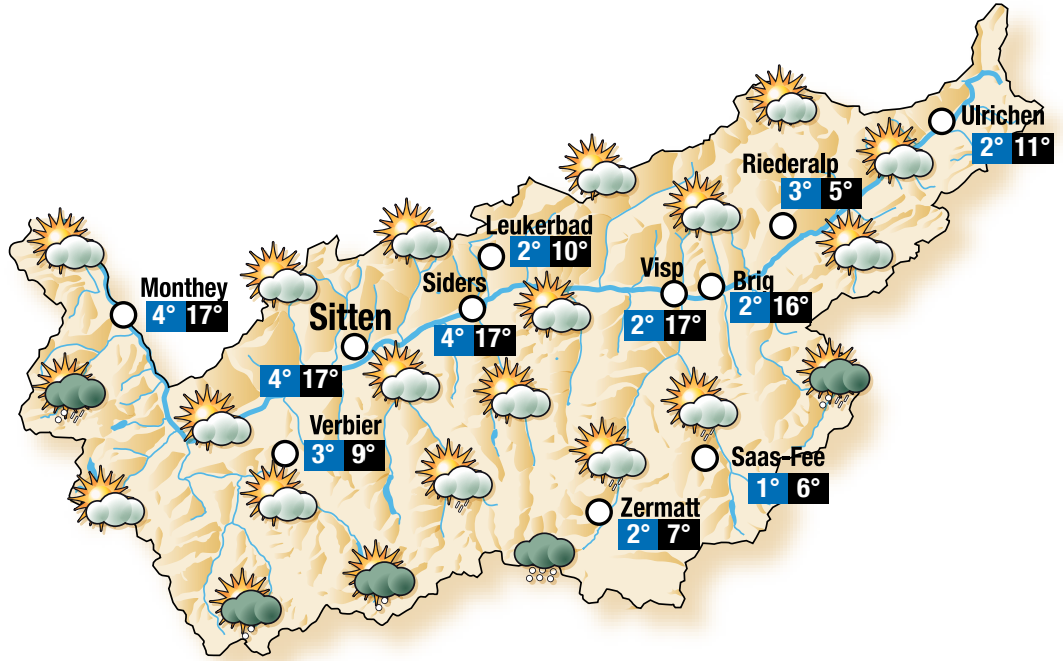 Ulrichen
2° 11°
Riederalp
3° 5°
Leukerbad
2° 10°
Visp
2° 17°
Brig
2° 16°
Siders
4° 17°
Monthey
4° 17°
Sitten
4° 17°
Verbier
3° 9°
Saas-Fee
1° 6°
Zermatt
2° 7°